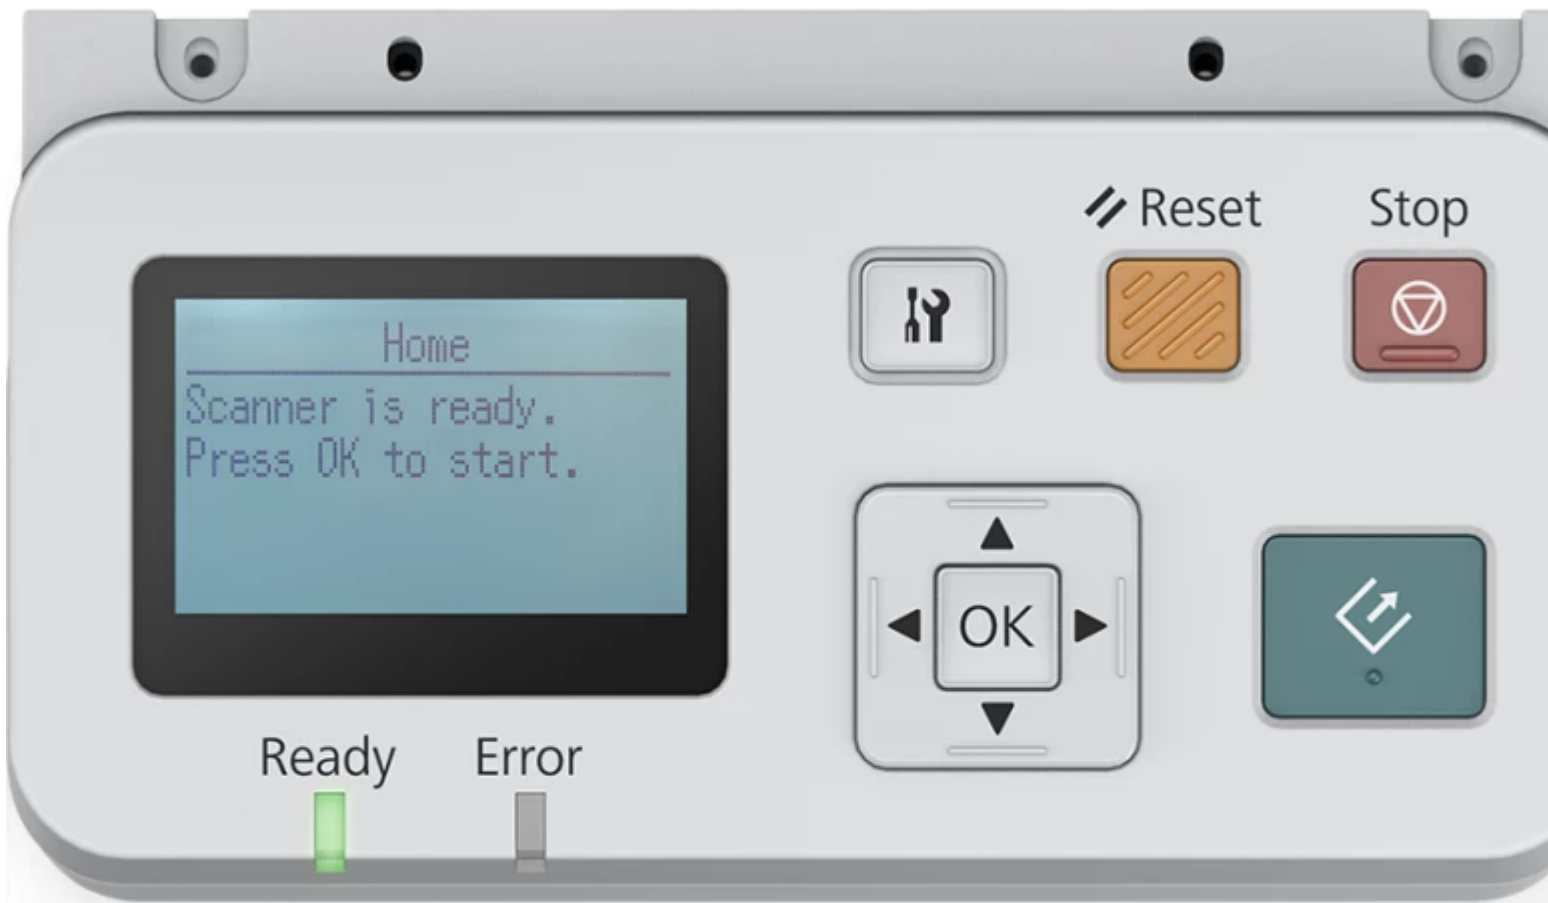 Reset
Stop
Home
Scanner is ready.
Press OK to start.
OK
Ready
Error